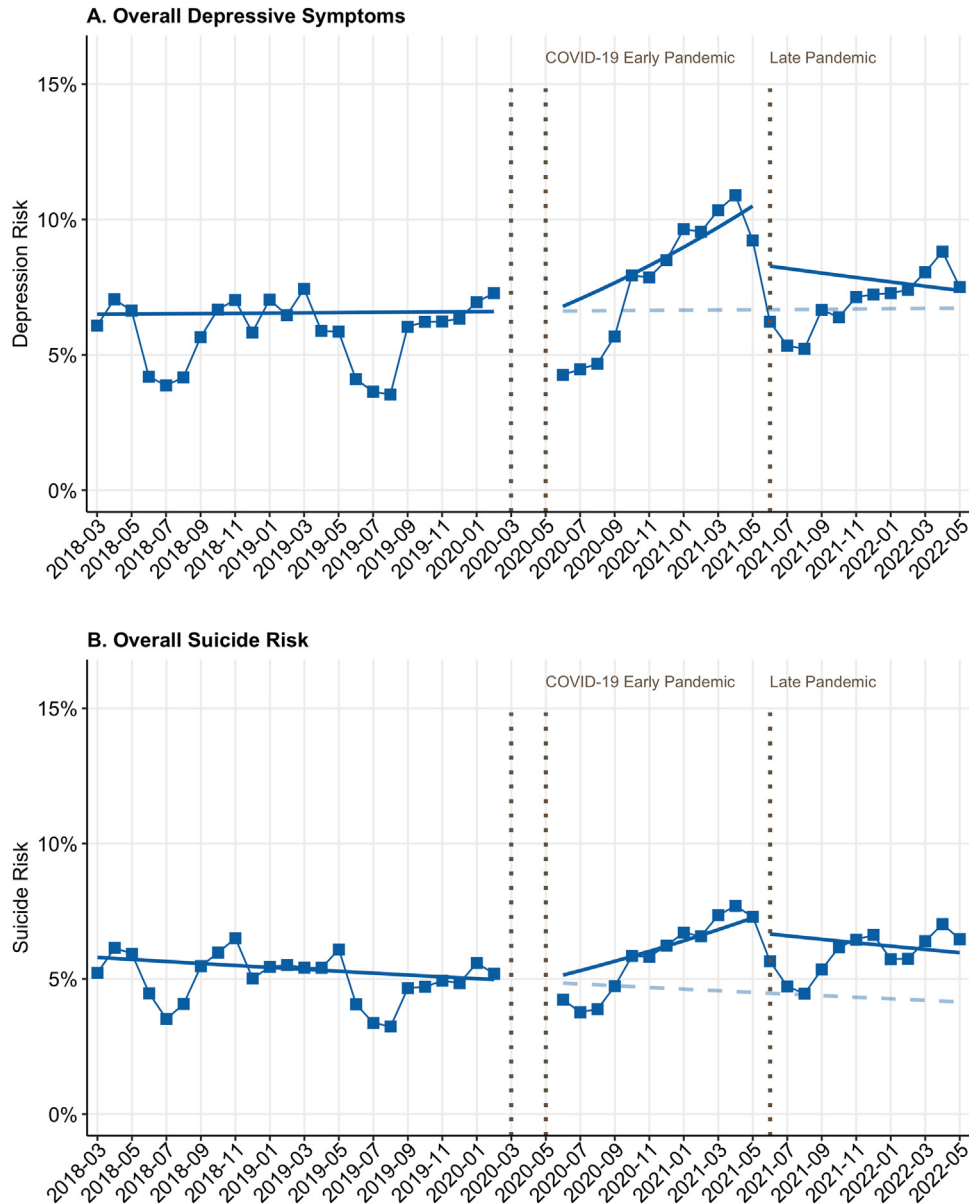 A. Overall Depressive Symptoms
COVID-19 Early Pandemic Late Pandemic
15%
10%
5%
0%
Depression Risk
2018-03 2018-05 2018-07 2018-09 2018-11 2019-01 2019-03 2019-05 2019-07 2019-09 2019-11 2020-01 2020-03 2020-05 2020-07 2020-09 2020-11 2021-01 2021-03 2021-05 2021-07 2021-09 2021-11 2022-01 2022-03 2022-05
B. Overall Suicide Risk
COVID-19 Early Pandemic Late Pandemic
15%
10%
5%
0%
Suicide Risk
2018-03 2018-05 2018-07 2018-09 2018-11 2019-01 2019-03 2019-05 2019-07 2019-09 2019-11 2020-01 2020-03 2020-05 2020-07 2020-09 2020-11 2021-01 2021-03 2021-05 2021-07 2021-09 2021-11 2022-01 2022-03 2022-05